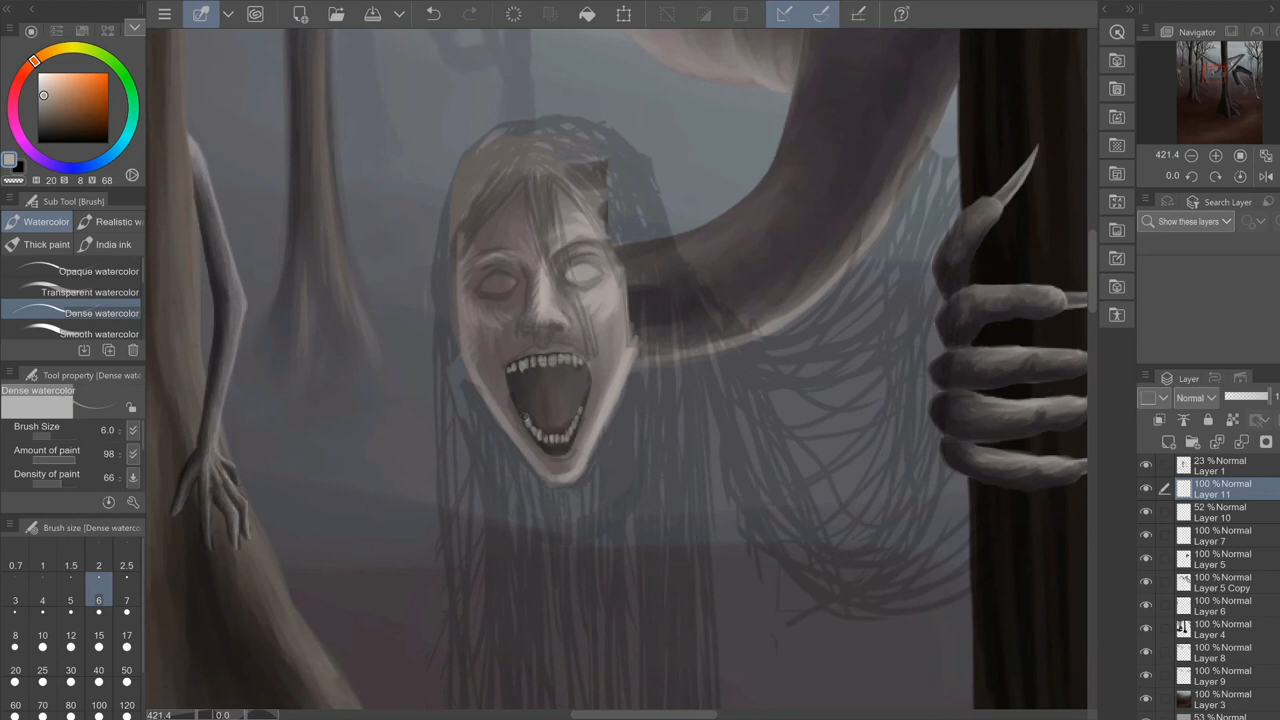 Navigator
421.4
0.0
H 20 S 8 V 68
Sub Tool [Brush]
Watercolor
Realistic w
Thick paint
India ink
Opaque watercolor
Transparent watercolor
Dense watercolor
Smooth watercolor
Tool property [Dense wate
Dense watercolor
Brush Size 6.0
Amount of paint 98
Density of paint 66
Brush size [Dense waterco
0.7 1 1.5 2 2.5
3 4 5 6 7
8 10 12 15 17
20 25 30 40 50
60 70 80 100 120
421.4 0.0
Search Layer
Show these layers
Layer
Normal
1
23 % Normal
Layer 1
100 % Normal
Layer 11
52 % Normal
Layer 10
100 % Normal
Layer 7
100 % Normal
Layer 5
100 % Normal
Layer 5 Copy
100 % Normal
Layer 6
100 % Normal
Layer 4
100 % Normal
Layer 8
100 % Normal
Layer 9
100 % Normal
Layer 3
53 % Normal